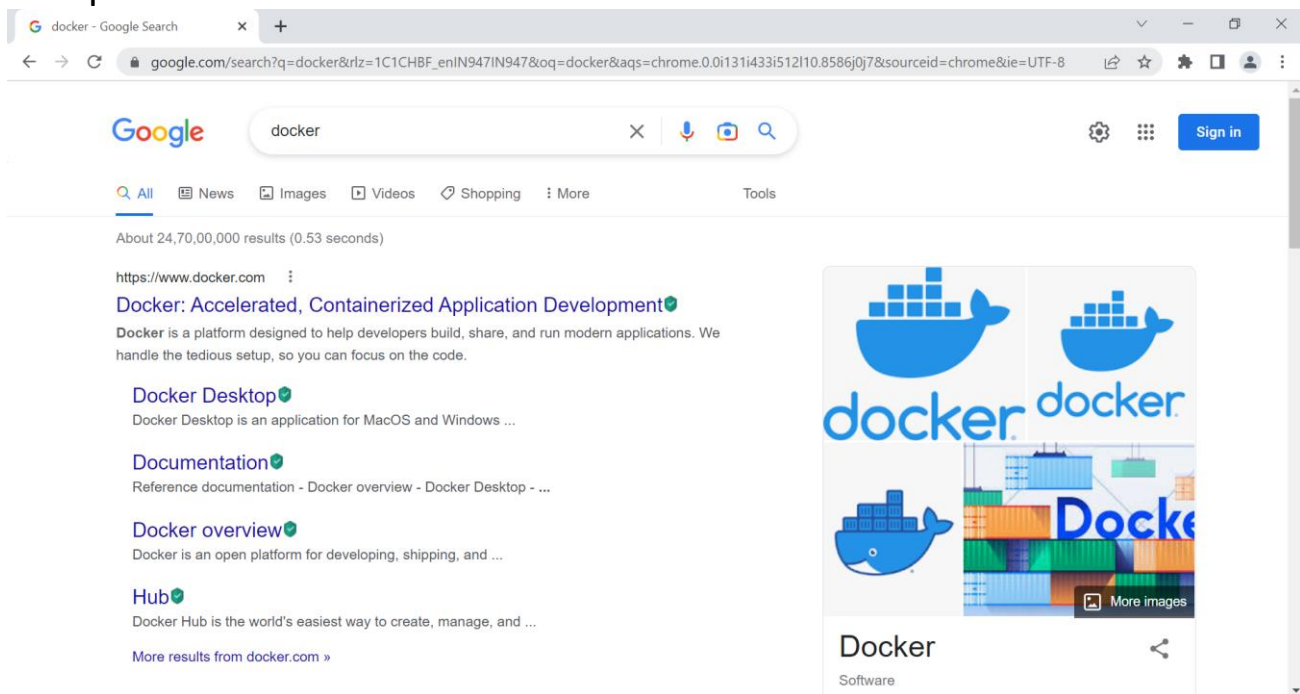 docker - Google Search
google.com/search?q=docker&rlz=1C1CHBF_enIN947IN947&oq=docker&aqs=chrome.0.0i131i433i512l10.8586j0j7&sourceid=chrome&ie=UTF-8
Google
docker
Sign in
All News Images Videos Shopping More Tools
About 24,70,00,000 results (0.53 seconds)
https://www.docker.com
Docker: Accelerated, Containerized Application Development
Docker is a platform designed to help developers build, share, and run modern applications. We
handle the tedious setup, so you can focus on the code.
Docker Desktop
Docker Desktop is an application for MacOS and Windows ...
Documentation
Reference documentation - Docker overview - Docker Desktop - ...
Docker overview
Docker is an open platform for developing, shipping, and ...
Hub
Docker Hub is the world's easiest way to create, manage, and ...
More results from docker.com »
docker
docker
Docke
More images
Docker
Software